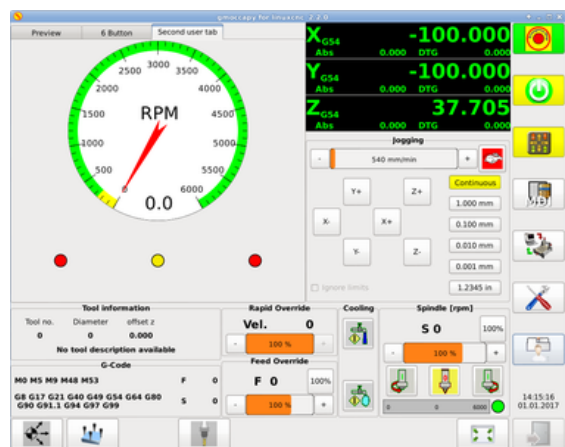 gmoccapy for linuxcnc 2.2.0
Preview 6 Button Second user tab
X G54 -100.000
Abs 0.000 DTG 0.000
Y G54 -100.000
Abs 0.000 DTG 0.000
Z G54 37.705
Abs 0.000 DTG 0.000
0
500
1000
1500
2000
2500
3000
3500
4000
4500
5000
5500
6000
RPM
0.0
Jogging
- 540 mm/min +
Continuous
Y+ Z+
1.000 mm
X- X+
0.100 mm
Y- Z-
0.010 mm
0.001 mm
Ignore limits
1.2345 in
MDI
Tool information
Tool no. Diameter offset z
0 0 0.000
No tool description available
G-Code
M0 M5 M9 M48 M53 F 0
G8 G17 G21 G40 G49 G54 G64 G80
G90 G91.1 G94 G97 G99 S 0
Rapid Override
Vel. 0
- 100 % +
Feed Override
F 0 100%
- 100 % +
Cooling
Spindle [rpm]
S 0 100%
- 100 % +
0 0 6000
14:15:16
01.01.2017